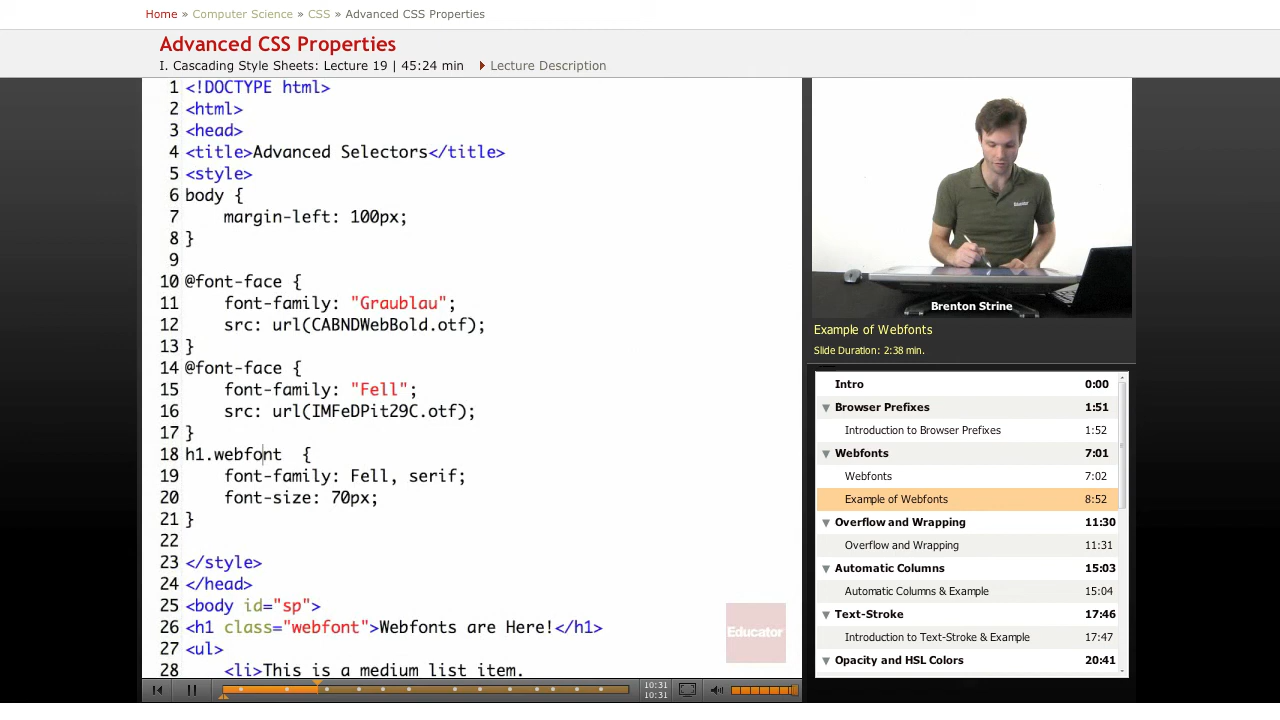 Home » Computer Science » CSS » Advanced CSS Properties
Advanced CSS Properties
I. Cascading Style Sheets: Lecture 19 | 45:24 min Lecture Description
1 <!DOCTYPE html>
2 <html>
3 <head>
4 <title>Advanced Selectors</title>
5 <style>
6 body {
7     margin-left: 100px;
8 }
9
10 @font-face {
11     font-family: "Graublau";
12     src: url(CABNDWebBold.otf);
13 }
14 @font-face {
15     font-family: "Fell";
16     src: url(IMFeDPit29C.otf);
17 }
18 h1.webfont  {
19     font-family: Fell, serif;
20     font-size: 70px;
21 }
22
23 </style>
24 </head>
25 <body id="sp">
26 <h1 class="webfont">Webfonts are Here!</h1>
27 <ul>
28     <li>This is a medium list item.
Educator
10:31
10:31
Educator
Brenton Strine
Example of Webfonts
Slide Duration: 2:38 min.
Intro 0:00
Browser Prefixes 1:51
Introduction to Browser Prefixes 1:52
Webfonts 7:01
Webfonts 7:02
Example of Webfonts 8:52
Overflow and Wrapping 11:30
Overflow and Wrapping 11:31
Automatic Columns 15:03
Automatic Columns & Example 15:04
Text-Stroke 17:46
Introduction to Text-Stroke & Example 17:47
Opacity and HSL Colors 20:41